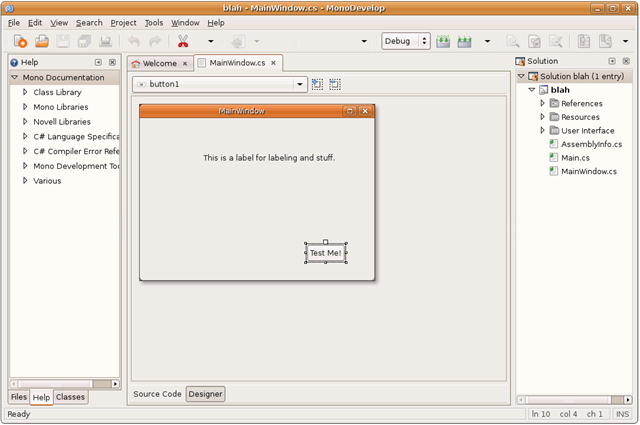 blah - MainWindow.cs - MonoDevelop
File Edit View Search Project Tools Window Help
Debug
Help
Mono Documentation
Class Library
Mono Libraries
Novell Libraries
C# Language Specifica
C# Compiler Error Refe
Mono Development Too
Various
Files Help Classes
Welcome MainWindow.cs
button1
MainWindow
This is a label for labeling and stuff.
Test Me!
Source Code Designer
Solution
Solution blah (1 entry)
blah
References
Resources
User Interface
AssemblyInfo.cs
Main.cs
MainWindow.cs
Ready ln 10 col 4 ch 1 INS